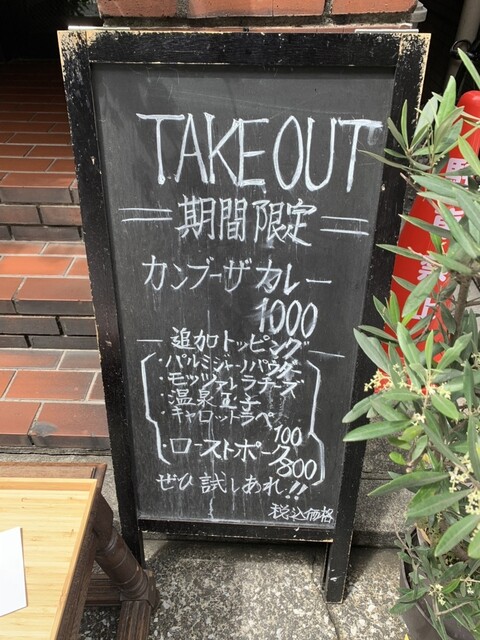 TAKE OUT
期間限定
カンブーザカレー
1000
追加トッピング
・パルミジャーノパウダー
・モッツァレラチーズ
・温泉玉子
・キャロットラペ
100
・ローストポーク
800
ぜひ試しあれ!!
税込価格